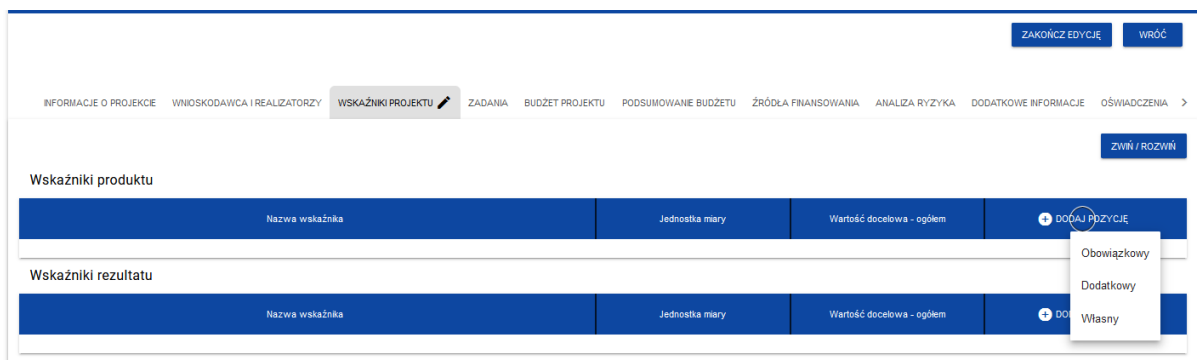 ZAKOŃCZ EDYCJĘ WRÓĆ
INFORMACJE O PROJEKCIE WNIOSKODAWCA I REALIZATORZY WSKAŹNIKI PROJEKTU ZADANIA BUDŻET PROJEKTU PODSUMOWANIE BUDŻETU ŹRÓDŁA FINANSOWANIA ANALIZA RYZYKA DODATKOWE INFORMACJE OŚWIADCZENIA
ZWIŃ / ROZWIŃ
Wskaźniki produktu
Nazwa wskaźnika Jednostka miary Wartość docelowa - ogółem DODAJ POZYCJĘ
Obowiązkowy
Wskaźniki rezultatu
Dodatkowy
Nazwa wskaźnika Jednostka miary Wartość docelowa - ogółem
Własny